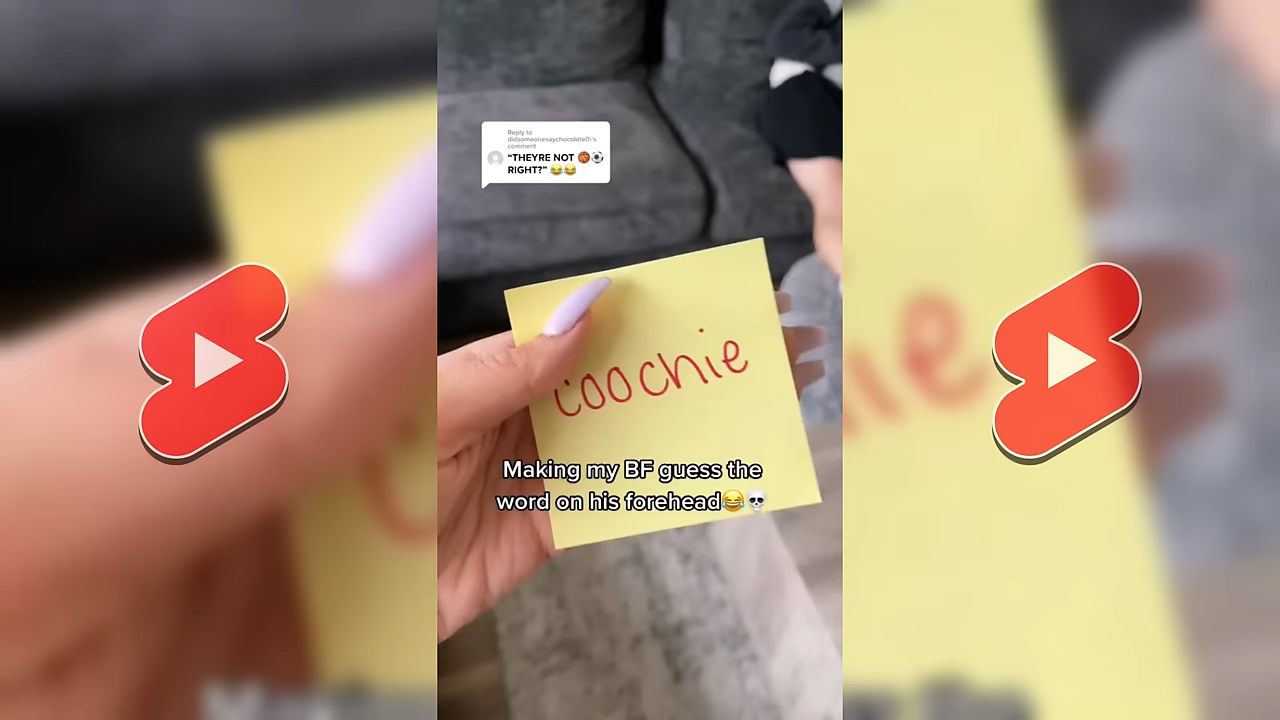 Reply to
didsomeonesaychocolate0\'s
comment
“THEYRE NOT 🏀⚽
RIGHT?” 😂😂
coochie
Making my BF guess the
word on his forehead😂💀